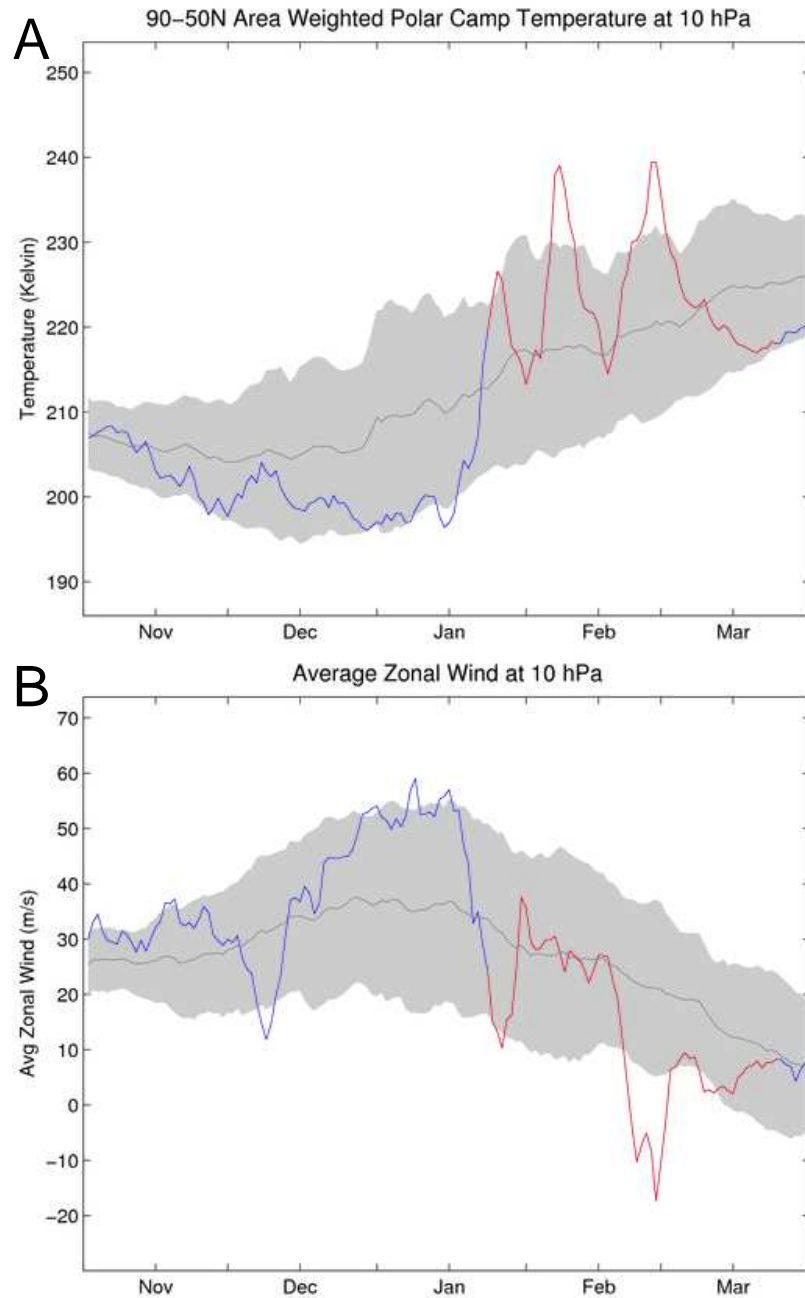 A
90−50N Area Weighted Polar Camp Temperature at 10 hPa
Temperature (Kelvin)
250
240
230
220
210
200
190
Nov Dec Jan Feb Mar
B
Average Zonal Wind at 10 hPa
Avg Zonal Wind (m/s)
70
60
50
40
30
20
10
0
−10
−20
Nov Dec Jan Feb Mar